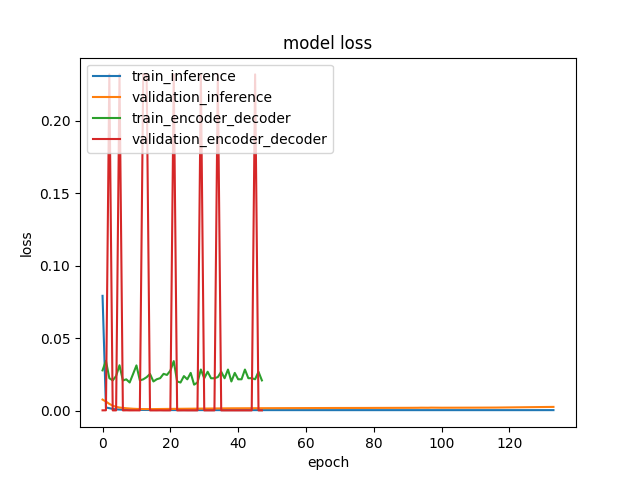 model loss
train_inference
validation_inference
train_encoder_decoder
validation_encoder_decoder
0.20
0.15
0.10
0.05
0.00
loss
0 20 40 60 80 100 120
epoch